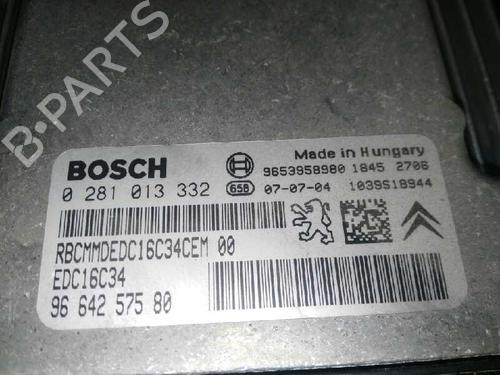 B-PARTS
BOSCH
Made in Hungary
9653958980 1845 2706
0 281 013 332 658 07-07-04 1039S18944
RBCMMDEDC16C34CEM 00
EDC16C34
96 642 575 80